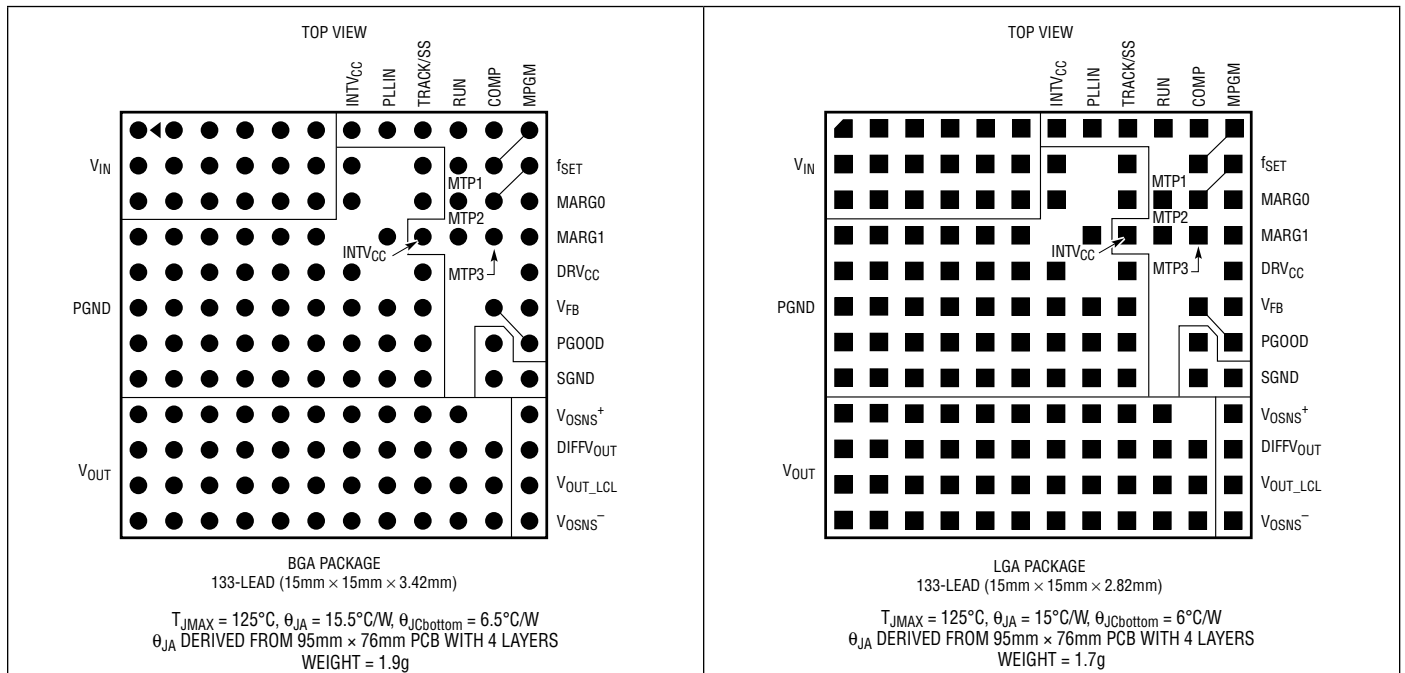 TOP VIEW
INTVCC PLLIN TRACK/SS RUN COMP MPGM
VIN
fSET
MTP1
MARG0
MTP2
MARG1
INTVCC
MTP3
DRVCC
PGND
VFB
PGOOD
SGND
VOSNS+
DIFFVOUT
VOUT
VOUT_LCL
VOSNS–
BGA PACKAGE
133-LEAD (15mm × 15mm × 3.42mm)
TJMAX = 125°C, θJA = 15.5°C/W, θJCbottom = 6.5°C/W
θJA DERIVED FROM 95mm × 76mm PCB WITH 4 LAYERS
WEIGHT = 1.9g
TOP VIEW
INTVCC PLLIN TRACK/SS RUN COMP MPGM
VIN
fSET
MTP1
MARG0
MTP2
MARG1
INTVCC
MTP3
DRVCC
PGND
VFB
PGOOD
SGND
VOSNS+
DIFFVOUT
VOUT
VOUT_LCL
VOSNS–
LGA PACKAGE
133-LEAD (15mm × 15mm × 2.82mm)
TJMAX = 125°C, θJA = 15°C/W, θJCbottom = 6°C/W
θJA DERIVED FROM 95mm × 76mm PCB WITH 4 LAYERS
WEIGHT = 1.7g